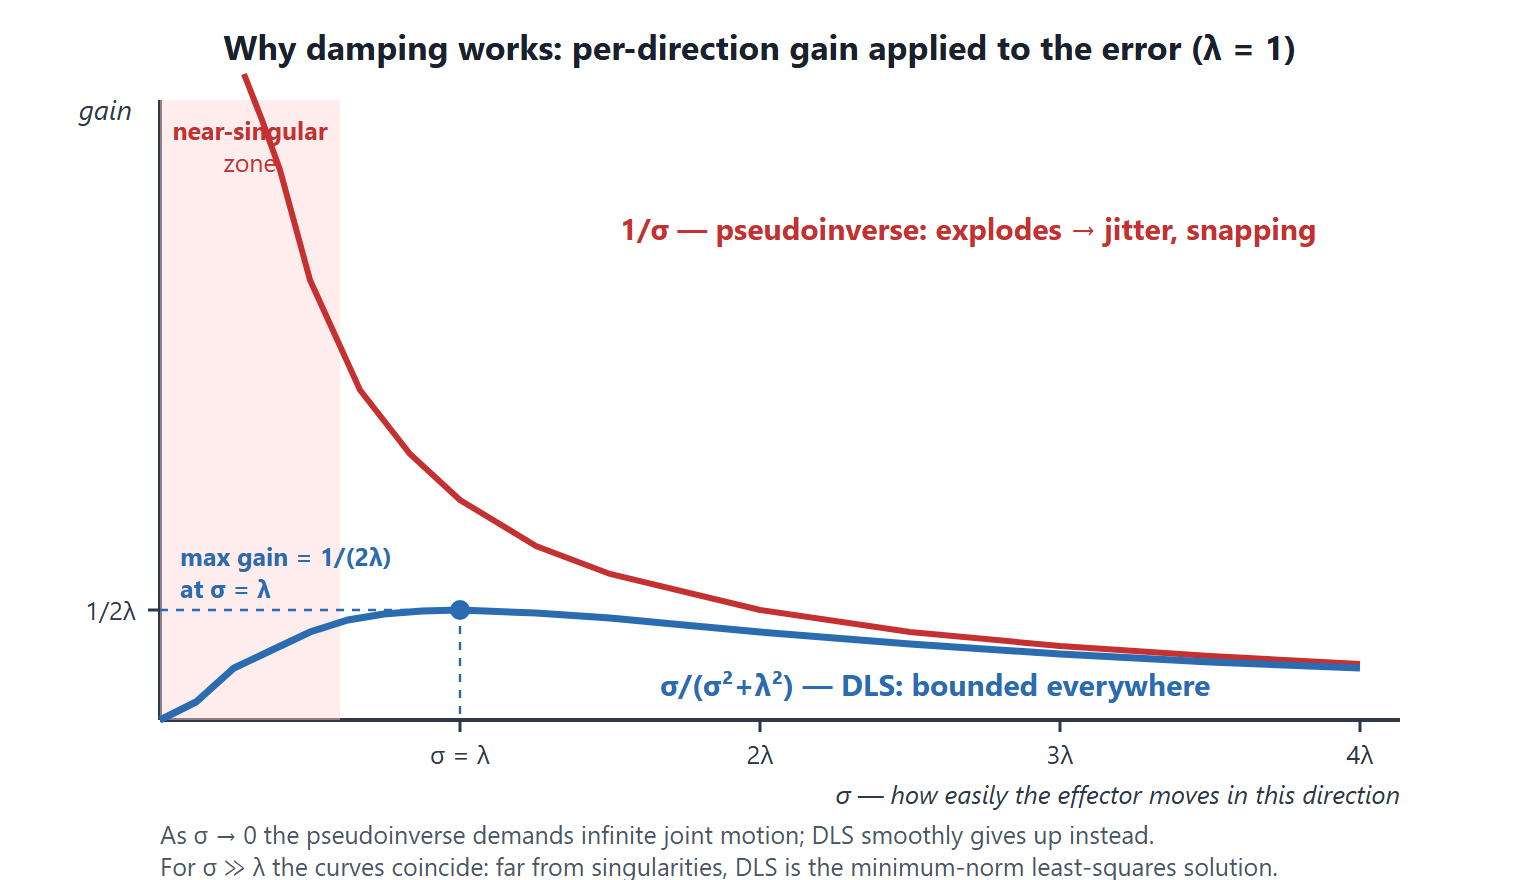 Why damping works: per-direction gain applied to the error (λ = 1)
gain
near-singular
zone
1/σ — pseudoinverse: explodes → jitter, snapping
max gain = 1/(2λ)
at σ = λ
1/2λ
σ/(σ²+λ²) — DLS: bounded everywhere
σ = λ
2λ
3λ
4λ
σ — how easily the effector moves in this direction
As σ → 0 the pseudoinverse demands infinite joint motion; DLS smoothly gives up instead.
For σ ≫ λ the curves coincide: far from singularities, DLS is the minimum-norm least-squares solution.